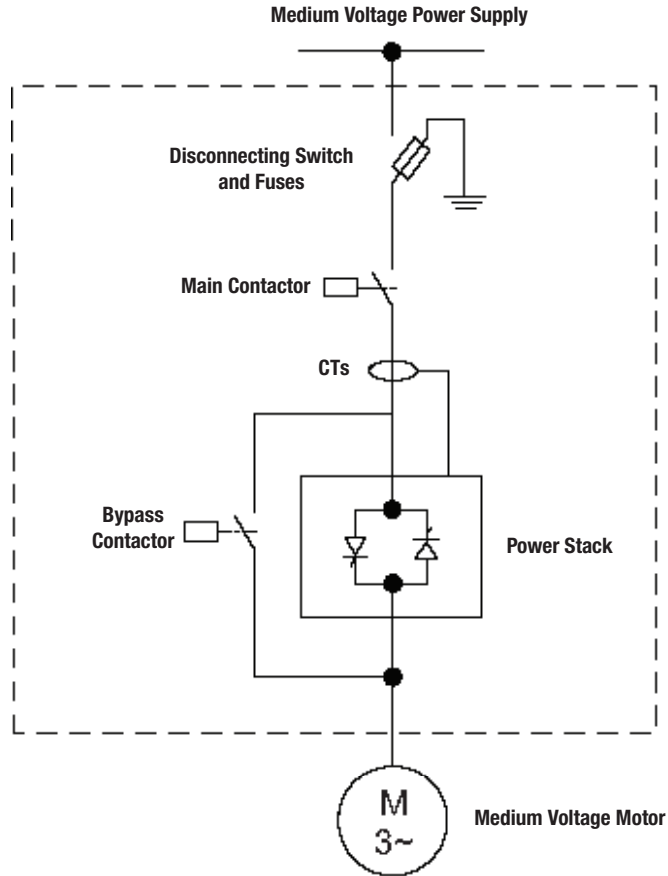 Medium Voltage Power Supply
Disconnecting Switch
and Fuses
Main Contactor
CTs
Bypass
Contactor
Power Stack
M
3~
Medium Voltage Motor